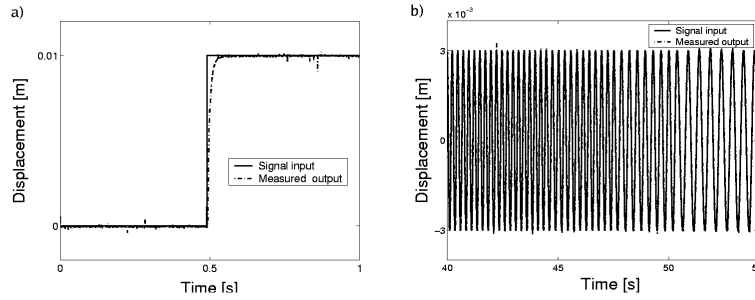 a)
Displacement [m]
0.01
0
Signal input
Measured output
0
0.5
1
Time [s]
b)
x 10⁻³
Displacement [m]
3
0
−3
Signal input
Measured output
40
45
50
54
Time [s]